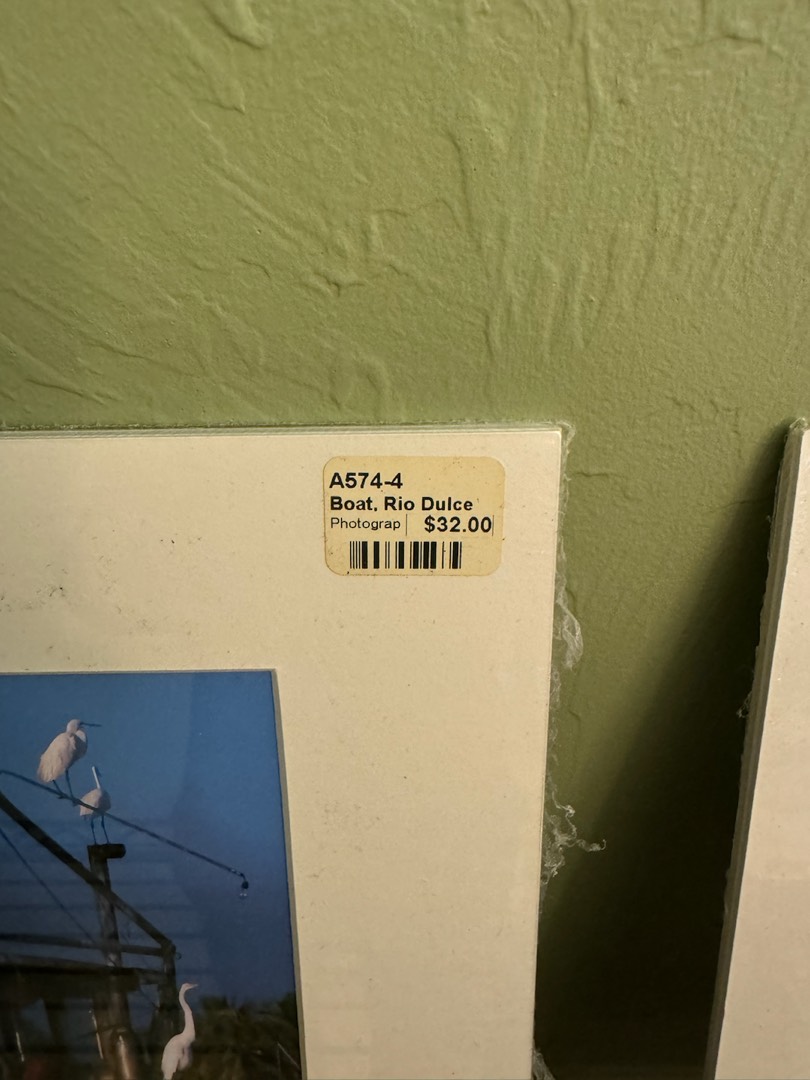 A574-4
Boat, Rio Dulce
Photograp $32.00